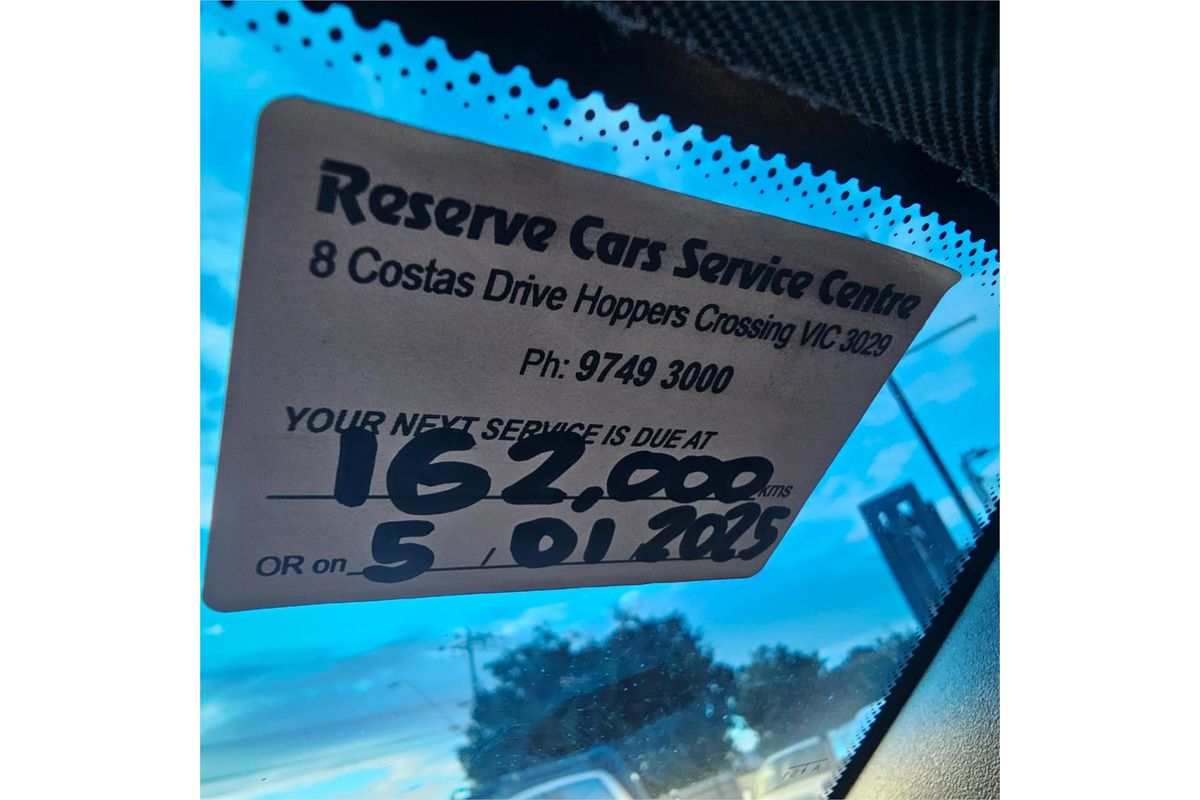 Reserve Cars Service Centre
8 Costas Drive Hoppers Crossing VIC 3029
Ph: 9749 3000
YOUR NEXT SERVICE IS DUE AT
162,000 kms
OR on 5 / 01 / 2025